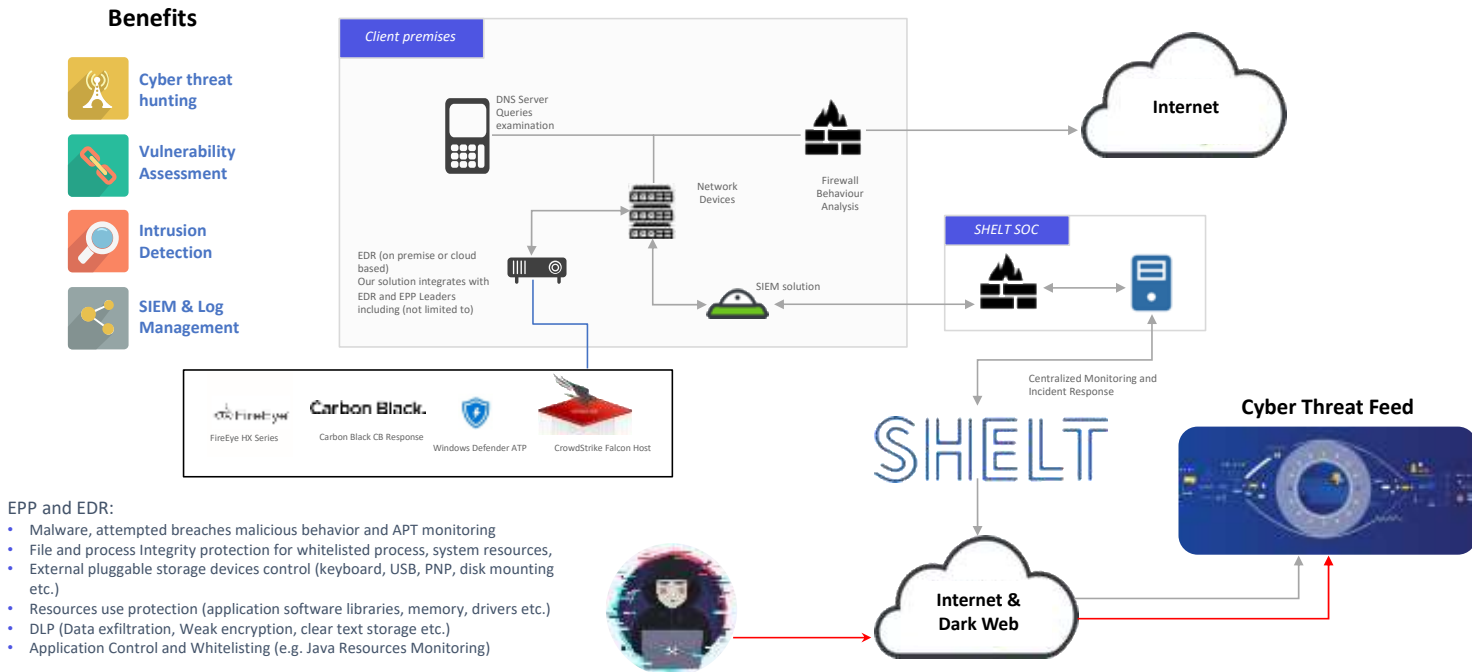 Benefits
Cyber threat
hunting
Vulnerability
Assessment
Intrusion
Detection
SIEM & Log
Management
Client premises
DNS Server
Queries
examination
Network
Devices
Firewall
Behaviour
Analysis
EDR (on premise or cloud
based)
Our solution integrates with
EDR and EPP Leaders
including (not limited to)
SIEM solution
Internet
SHELT SOC
Centralized Monitoring and
Incident Response
FireEye
FireEye HX Series
Carbon Black.
Carbon Black CB Response
Windows Defender ATP
CrowdStrike Falcon Host
SHELT
Cyber Threat Feed
Internet &
Dark Web
EPP and EDR:
• Malware, attempted breaches malicious behavior and APT monitoring
• File and process Integrity protection for whitelisted process, system resources,
• External pluggable storage devices control (keyboard, USB, PNP, disk mounting
etc.)
• Resources use protection (application software libraries, memory, drivers etc.)
• DLP (Data exfiltration, Weak encryption, clear text storage etc.)
• Application Control and Whitelisting (e.g. Java Resources Monitoring)